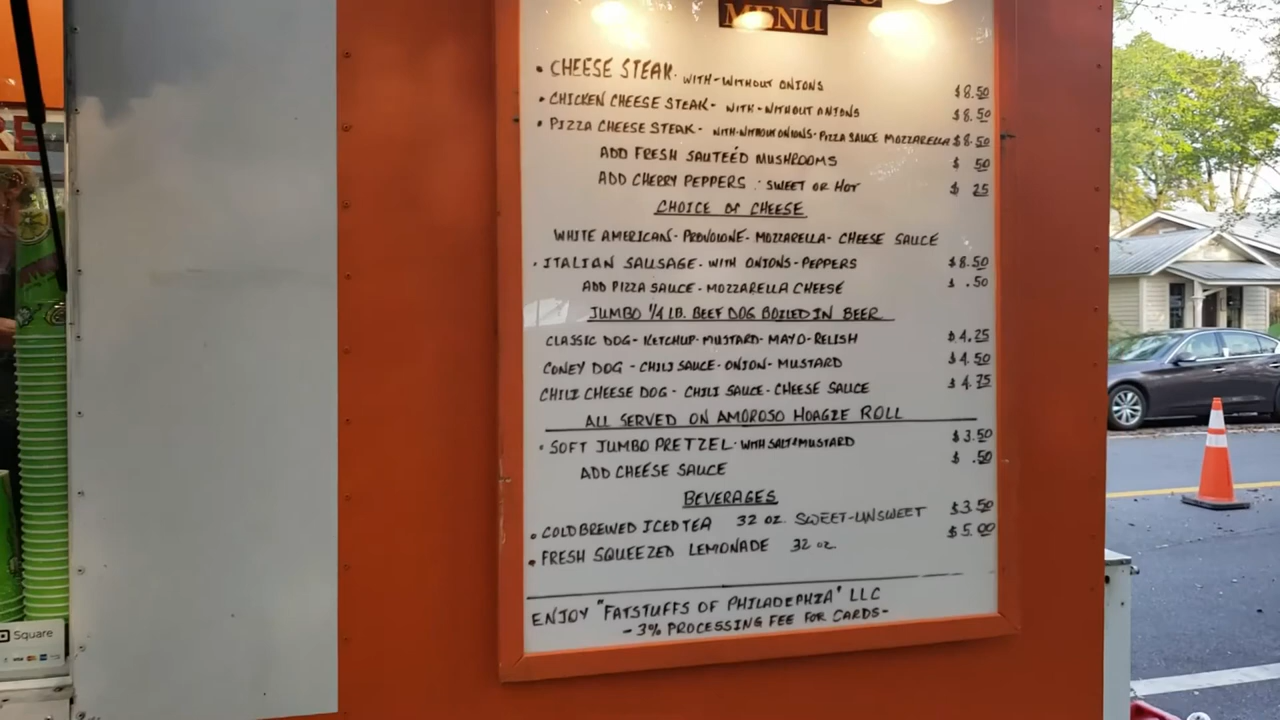 MENU
• CHEESE STEAK - WITH - WITHOUT ONIONS $8.50
• CHICKEN CHEESE STEAK - WITH - WITHOUT ONIONS $8.50
• PIZZA CHEESE STEAK - WITH-WITHOUT ONIONS - PIZZA SAUCE MOZZARELLA $8.50
ADD FRESH SAUTEÉD MUSHROOMS $ 50
ADD CHERRY PEPPERS : SWEET OR HOT $ 25
CHOICE OF CHEESE
WHITE AMERICAN - PROVOLONE - MOZZARELLA - CHEESE SAUCE
• ITALIAN SAUSAGE - WITH ONIONS - PEPPERS $8.50
ADD PIZZA SAUCE - MOZZARELLA CHEESE $ .50
JUMBO 1/4 LB. BEEF DOG BOILED IN BEER
CLASSIC DOG - KETCHUP - MUSTARD - MAYO - RELISH $4.25
CONEY DOG - CHILI SAUCE - ONION - MUSTARD $4.50
CHILI CHEESE DOG - CHILI SAUCE - CHEESE SAUCE $4.75
ALL SERVED ON AMOROSO HOAGIE ROLL
• SOFT JUMBO PRETZEL - WITH SALT & MUSTARD $3.50
ADD CHEESE SAUCE $ .50
BEVERAGES
• COLD BREWED ICED TEA 32 OZ. SWEET-UNSWEET $3.50
• FRESH SQUEEZED LEMONADE 32 oz. $5.00
ENJOY "FATSTUFFS OF PHILADEPHIA" LLC
- 3% PROCESSING FEE FOR CARDS -
Square
VISA